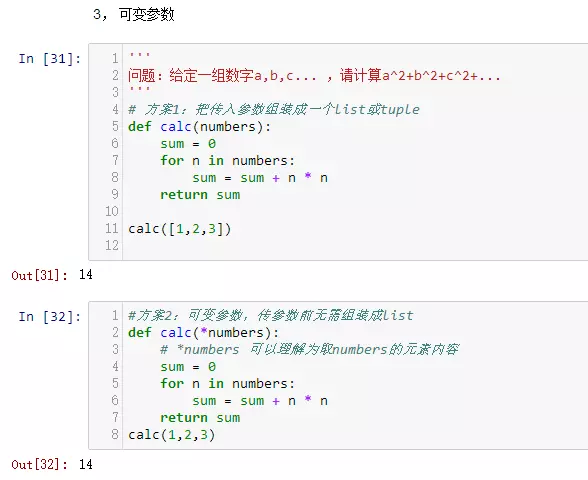 3, 可变参数
In [31]:
1 '''
2 问题：给定一组数字a,b,c... ，请计算a^2+b^2+c^2+...
3 '''
4 # 方案1：把传入参数组装成一个list或tuple
5 def calc(numbers):
6     sum = 0
7     for n in numbers:
8         sum = sum + n * n
9     return sum
10
11 calc([1,2,3])
12
Out[31]: 14
In [32]:
1 #方案2：可变参数，传参数前无需组装成list
2 def calc(*numbers):
3     # *numbers 可以理解为取numbers的元素内容
4     sum = 0
5     for n in numbers:
6         sum = sum + n * n
7     return sum
8 calc(1,2,3)
Out[32]: 14